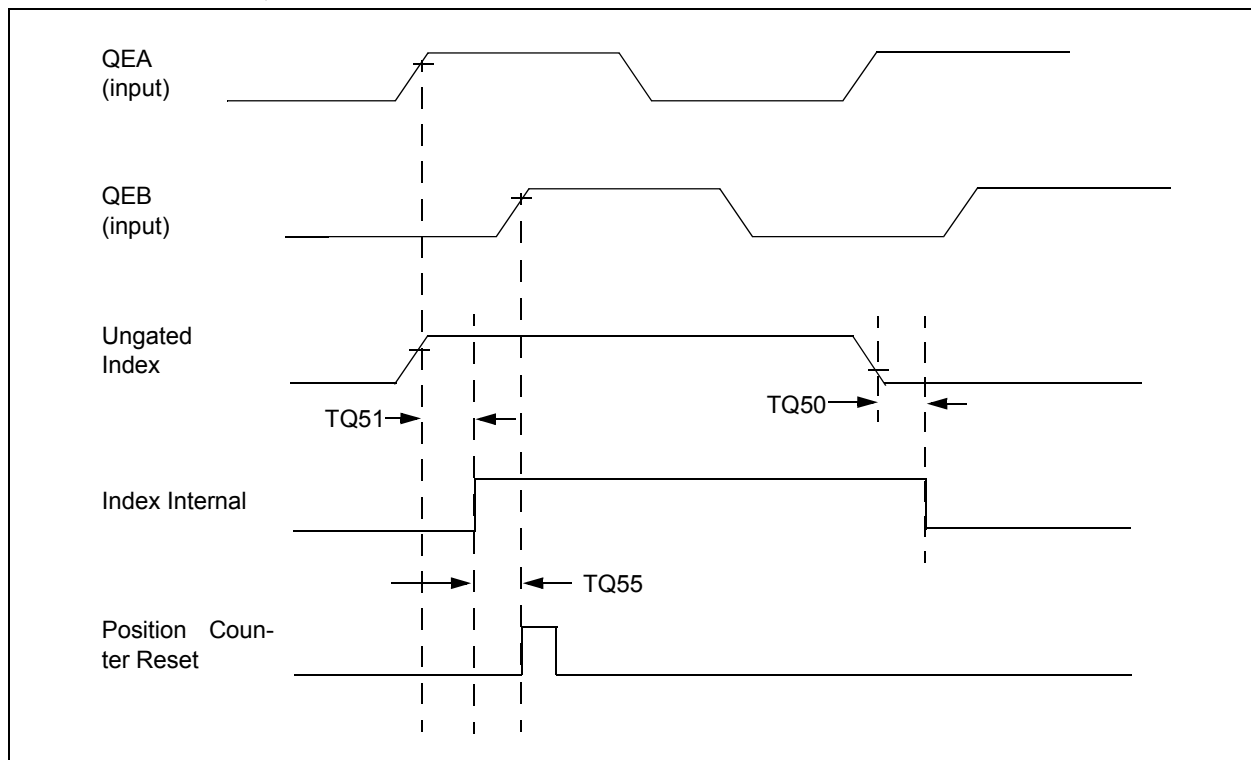 QEA
(input)
QEB
(input)
Ungated
Index
TQ51
TQ50
Index Internal
TQ55
Position Coun-
ter Reset